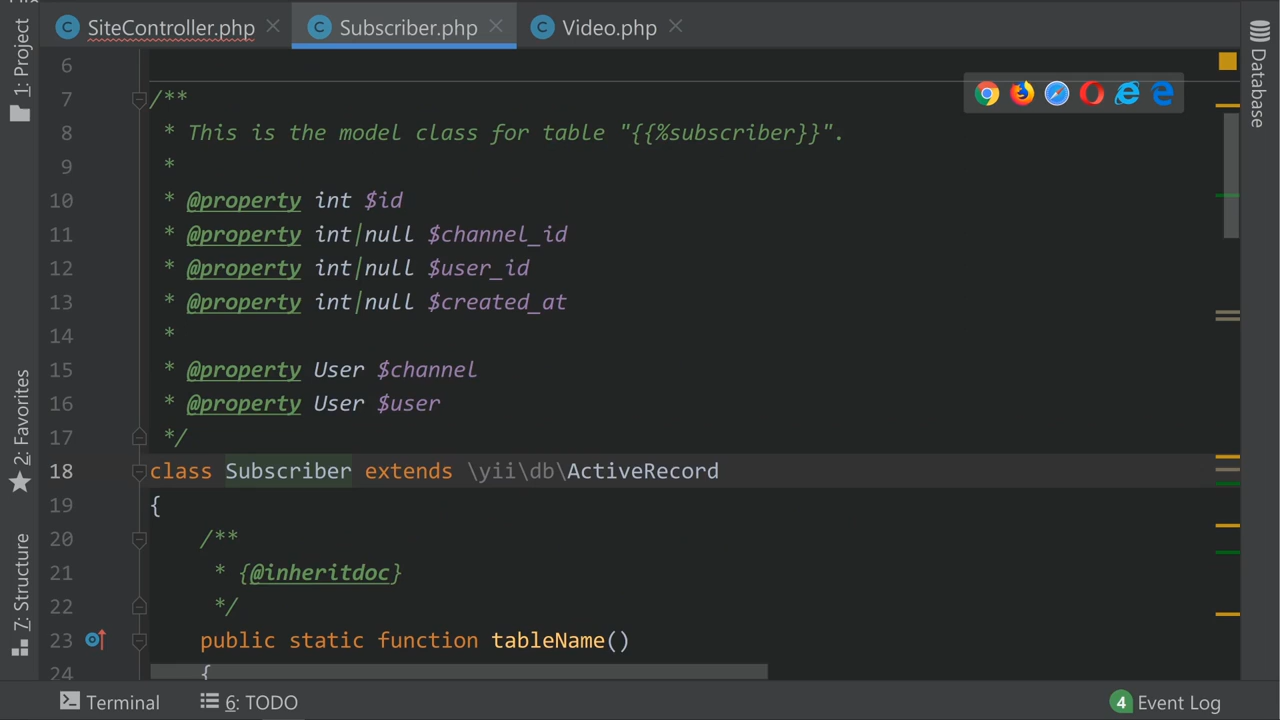 SiteController.php
Subscriber.php
Video.php
1: Project
2: Favorites
7: Structure
Database
6
7 /**
8 * This is the model class for table "{{%subscriber}}".
9 *
10 * @property int $id
11 * @property int|null $channel_id
12 * @property int|null $user_id
13 * @property int|null $created_at
14 *
15 * @property User $channel
16 * @property User $user
17 */
18 class Subscriber extends \yii\db\ActiveRecord
19 {
20 /**
21 * {@inheritdoc}
22 */
23 public static function tableName()
24 {
Terminal
6: TODO
4 Event Log